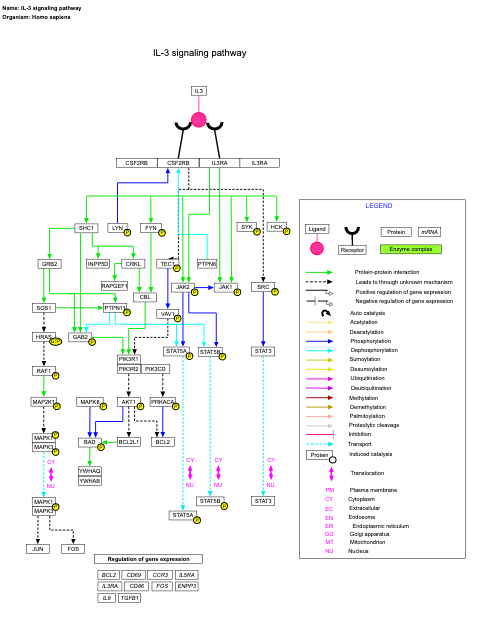 Name: IL-3 signaling pathway
Organism: Homo sapiens
IL-3 signaling pathway
IL3
CSF2RB CSF2RB IL3RA IL3RA
SHC1 LYN P FYN P SYK P HCK P
GRB2 INPP5D CRKL TEC P PTPN6
RAPGEF1 JAK2 P JAK1 P SRC P
CBL
SOS1 PTPN11 P VAV1 P
HRAS GTP GAB2 P STAT5A P STAT5B P STAT3
PIK3R1
PIK3R2 PIK3CD
RAF1 P
MAP2K1 P MAPK8 P AKT1 P PRKACA P
MAPK1 P
MAPK3 P
BAD P BCL2L1 BCL2
CY CY CY CY
YWHAQ
YWHAB
NU NU NU NU
MAPK1 P
MAPK3 P
STAT5B P STAT3
STAT5A P
JUN FOS
Regulation of gene expression
BCL2 CD69 CCR3 IL5RA
IL3RA CD86 FOS ENPP3
IL6 TGFB1
LEGEND
Ligand Protein mRNA
Receptor Enzyme complex
Protein-protein interaction
Leads to through unknown mechanism
Positive regulation of gene expression
Negative regulation of gene expression
Auto catalysis
Acetylation
Deacetylation
Phosphorylation
Dephosphorylation
Sumoylation
Desumoylation
Ubiquitination
Deubiquitination
Methylation
Demethylation
Palmitoylation
Proteolytic cleavage
Inhibition
Transport
Protein Induced catalysis
Translocation
PM Plasma membrane
CY Cytoplasm
EC Extracellular
EN Endosome
ER Endoplasmic reticulum
GO Golgi apparatus
MT Mitochondrion
NU Nucleus